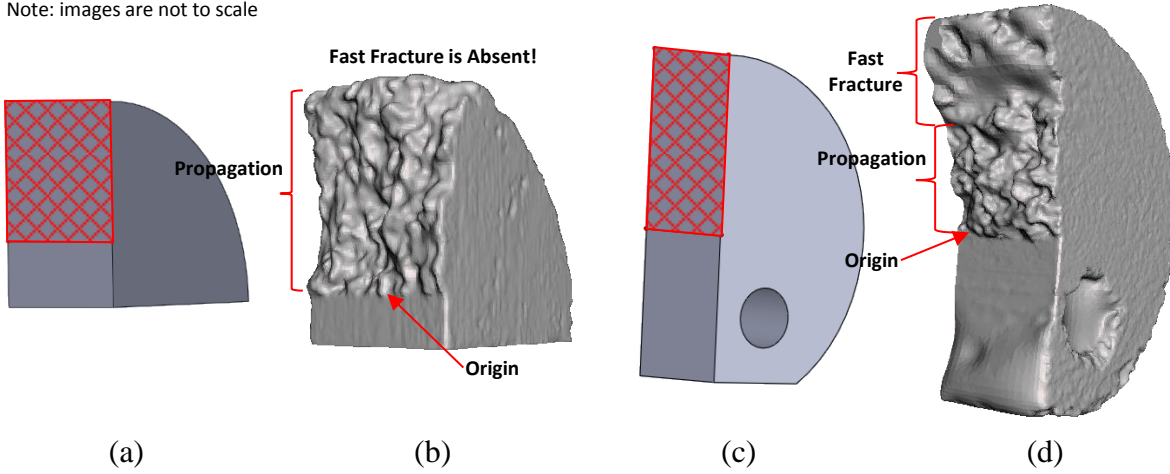 Note: images are not to scale
Fast Fracture is Absent!
Propagation
Origin
Fast
Fracture
Propagation
Origin
(a)
(b)
(c)
(d)